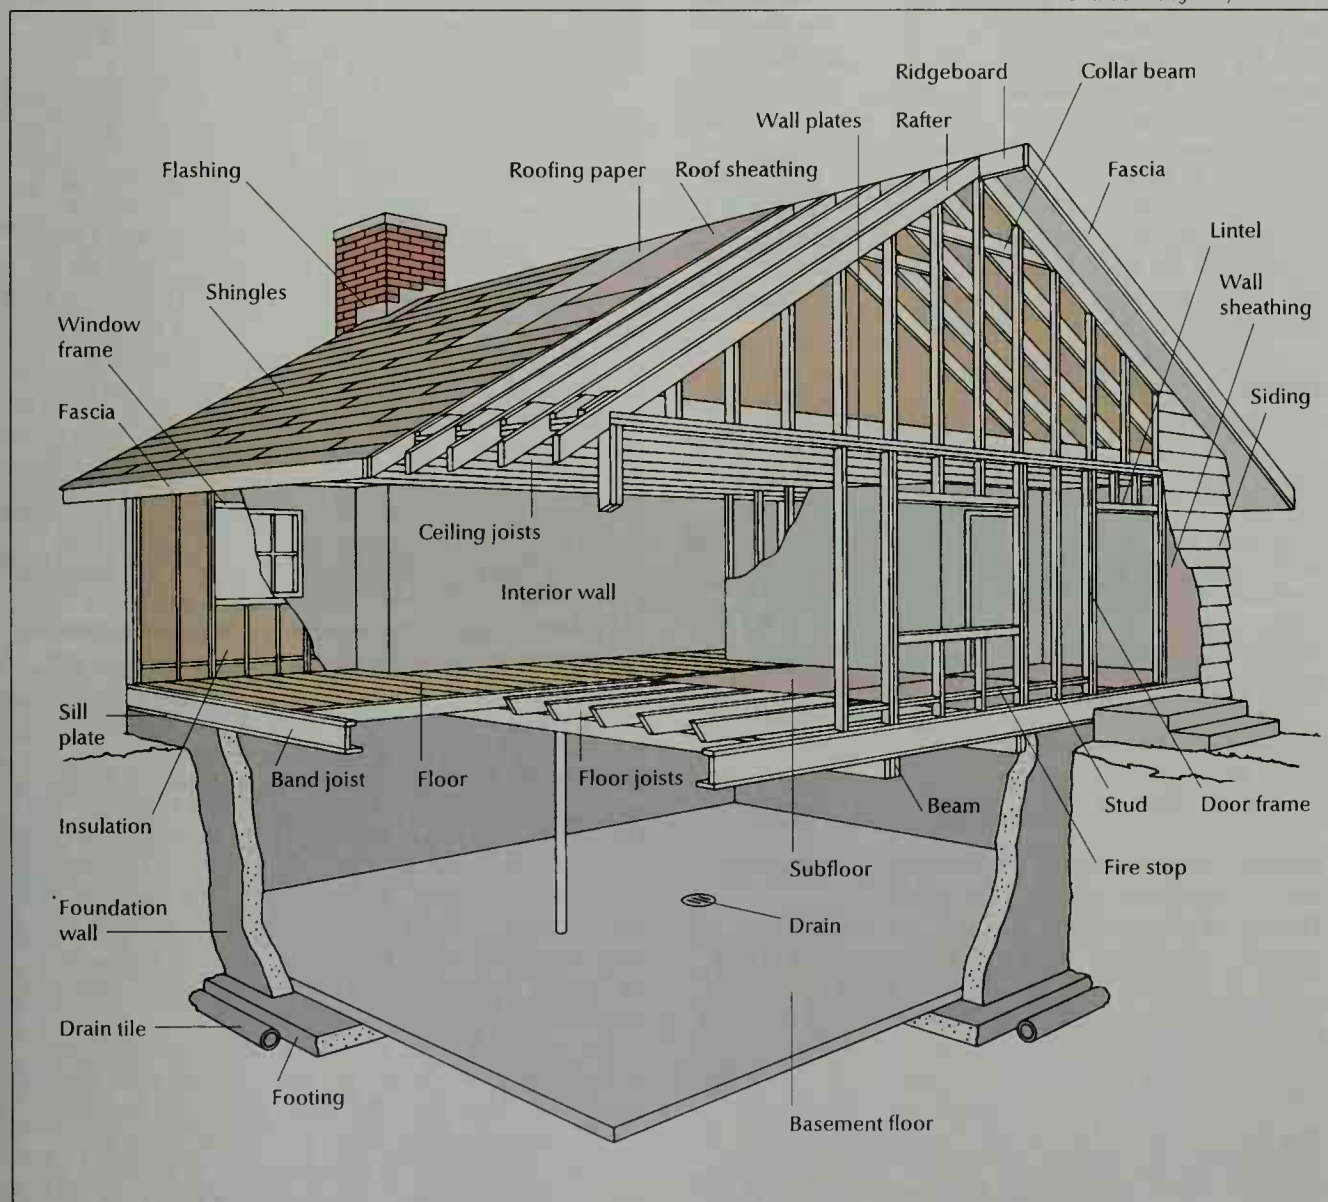 Ridgeboard
Collar beam
Wall plates
Rafter
Flashing
Roofing paper
Roof sheathing
Fascia
Lintel
Shingles
Wall
sheathing
Window
frame
Fascia
Siding
Ceiling joists
Interior wall
Sill
plate
Band joist
Floor
Floor joists
Beam
Stud
Door frame
Insulation
Subfloor
Fire stop
Foundation
wall
Drain
Drain tile
Footing
Basement floor